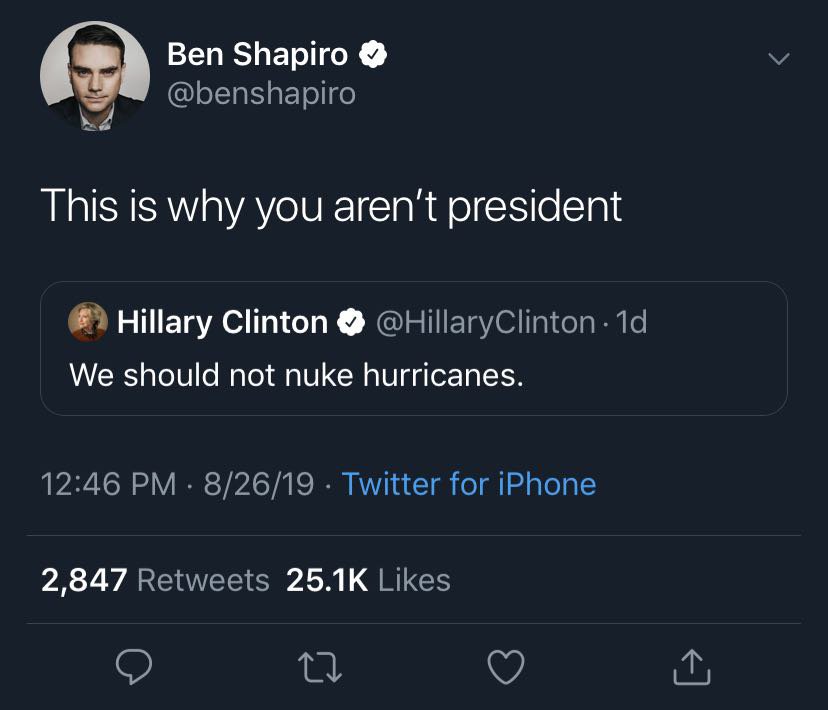 Ben Shapiro
@benshapiro
This is why you aren’t president
Hillary Clinton @HillaryClinton · 1d
We should not nuke hurricanes.
12:46 PM · 8/26/19 · Twitter for iPhone
2,847 Retweets 25.1K Likes